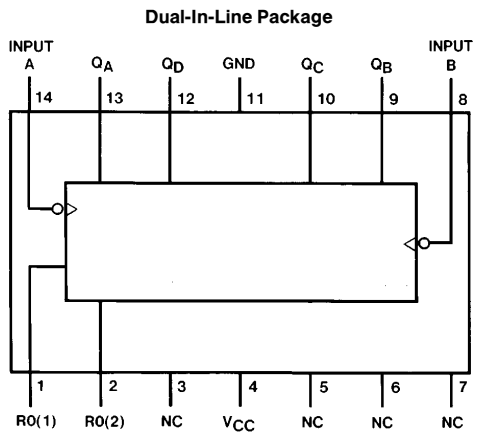 Dual-In-Line Package
INPUT A QA QD GND QC QB INPUT B
14 13 12 11 10 9 8
1 2 3 4 5 6 7
R0(1) R0(2) NC VCC NC NC NC